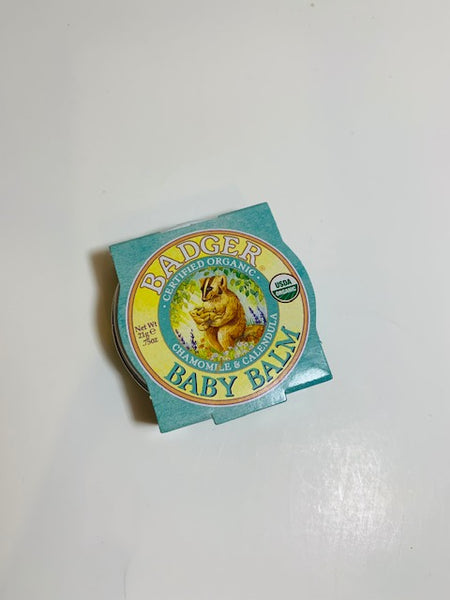 BADGER®
· CERTIFIED ORGANIC ·
USDA
ORGANIC
Net Wt
21g ℮
.75oz
CHAMOMILE & CALENDULA
BABY BALM